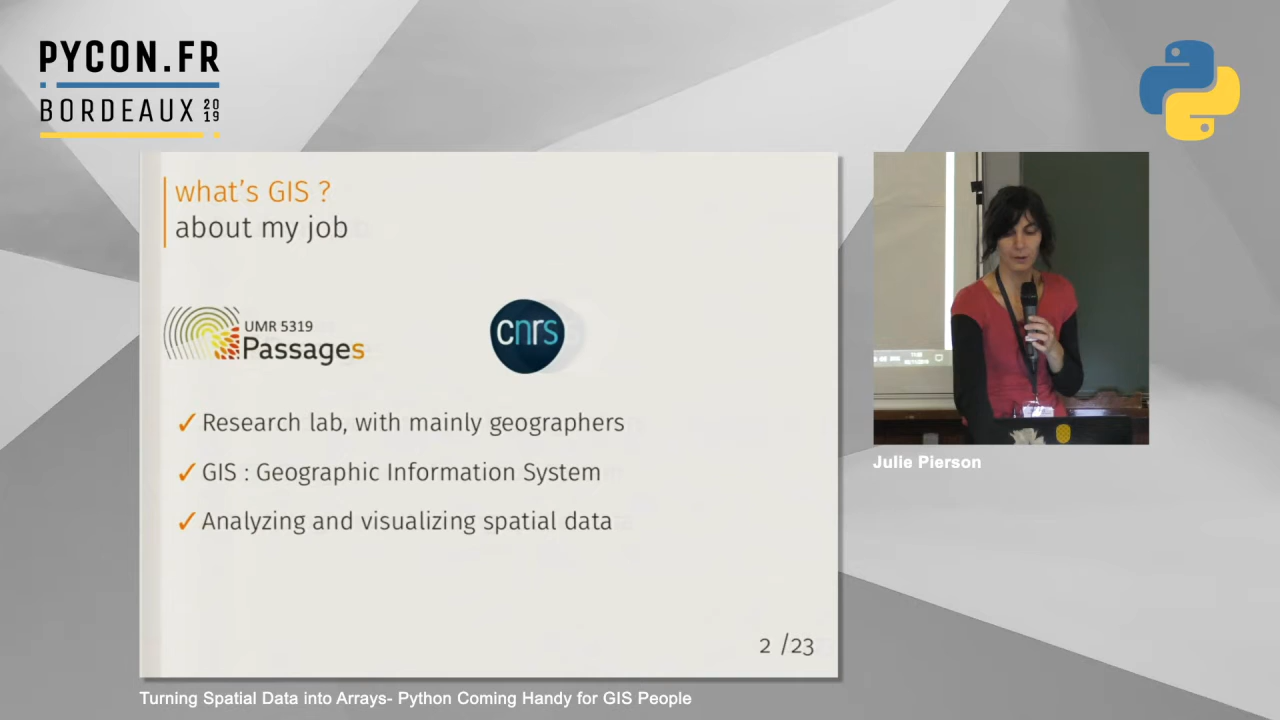 PYCON.FR
BORDEAUX 2019
what's GIS ?
about my job
UMR 5319
Passages
cnrs
✓ Research lab, with mainly geographers
✓ GIS : Geographic Information System
✓ Analyzing and visualizing spatial data
2 /23
Julie Pierson
Turning Spatial Data into Arrays- Python Coming Handy for GIS People